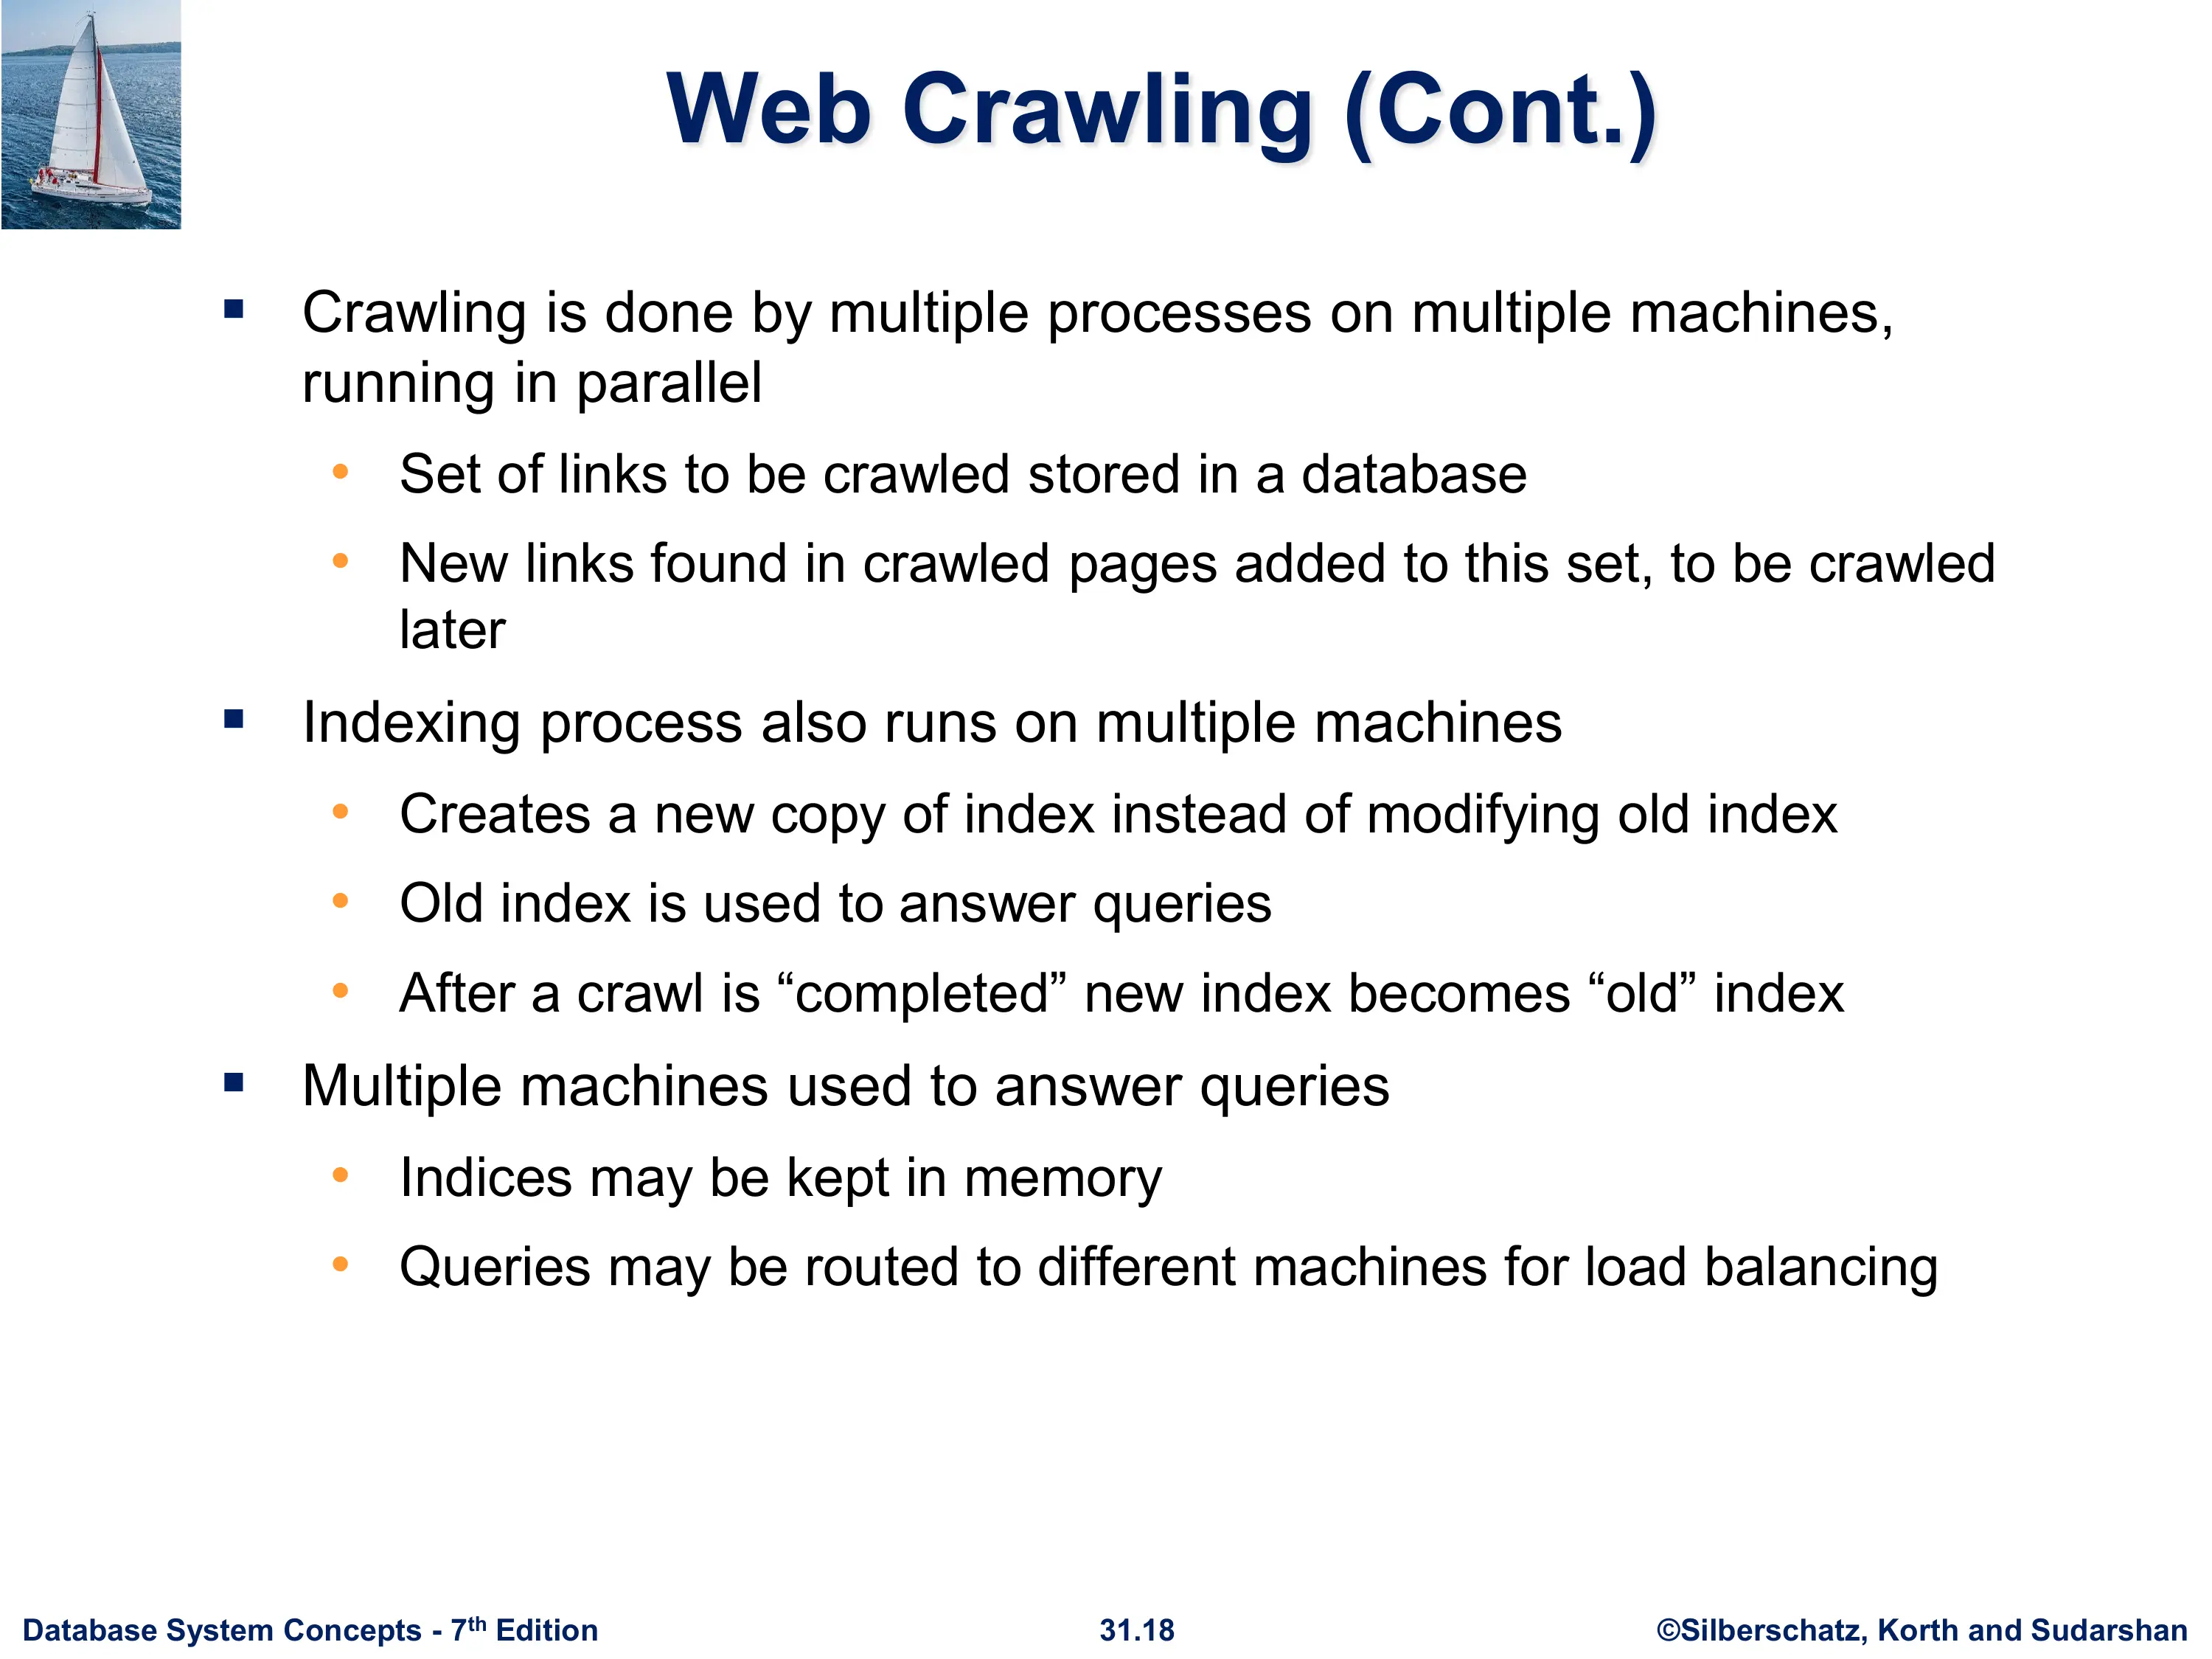 Web Crawling (Cont.)
▪ Crawling is done by multiple processes on multiple machines,
running in parallel
• Set of links to be crawled stored in a database
• New links found in crawled pages added to this set, to be crawled
later
▪ Indexing process also runs on multiple machines
• Creates a new copy of index instead of modifying old index
• Old index is used to answer queries
• After a crawl is “completed” new index becomes “old” index
▪ Multiple machines used to answer queries
• Indices may be kept in memory
• Queries may be routed to different machines for load balancing
Database System Concepts - 7th Edition 31.18 ©Silberschatz, Korth and Sudarshan